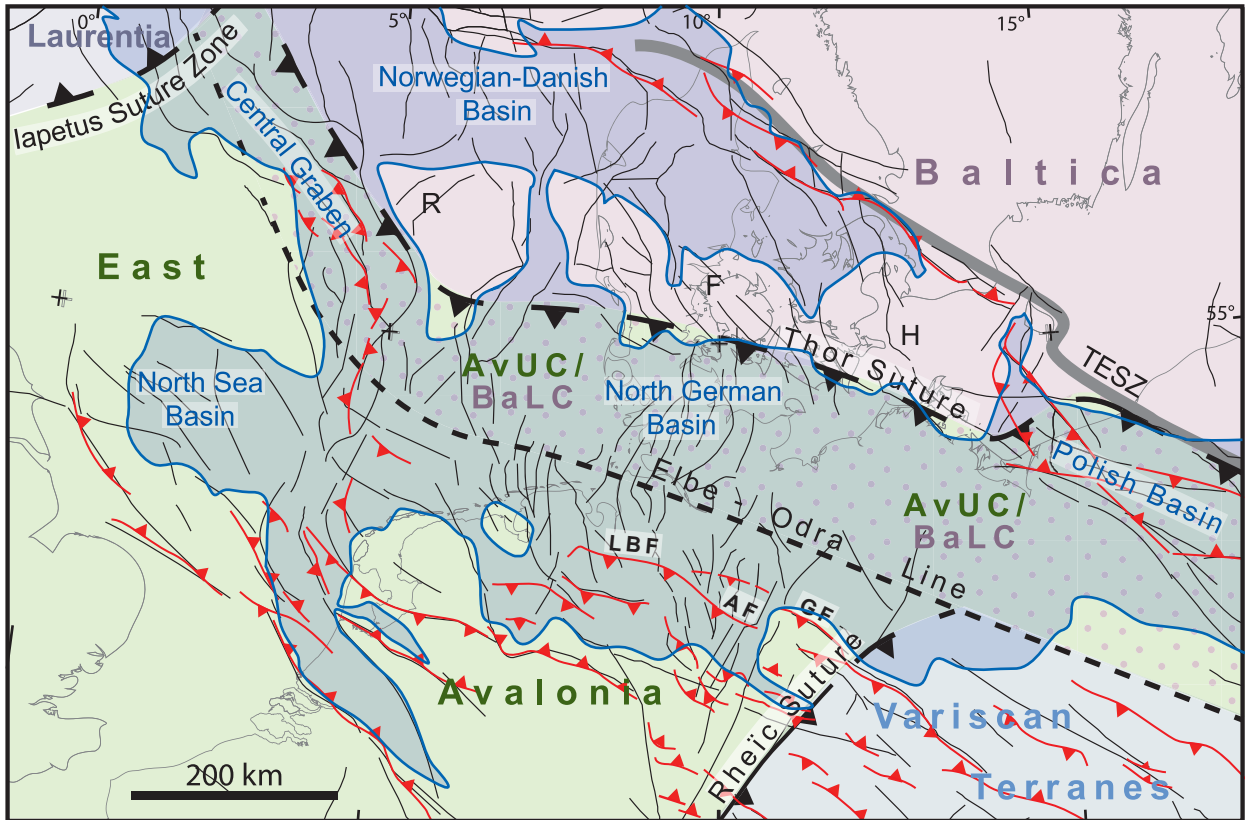 0°
5°
10°
15°
Laurentia
Iapetus Suture Zone
Norwegian-Danish
Basin
Central Graben
Baltica
R
East
F
H
55°
Thor Suture
TESZ
AvUC/
BaLC
North Sea
Basin
North German
Basin
Polish Basin
Elbe - Odra
Line
AvUC/
BaLC
LBF
AF
GF
Avalonia
Rheic Suture
Variscan
Terranes
200 km